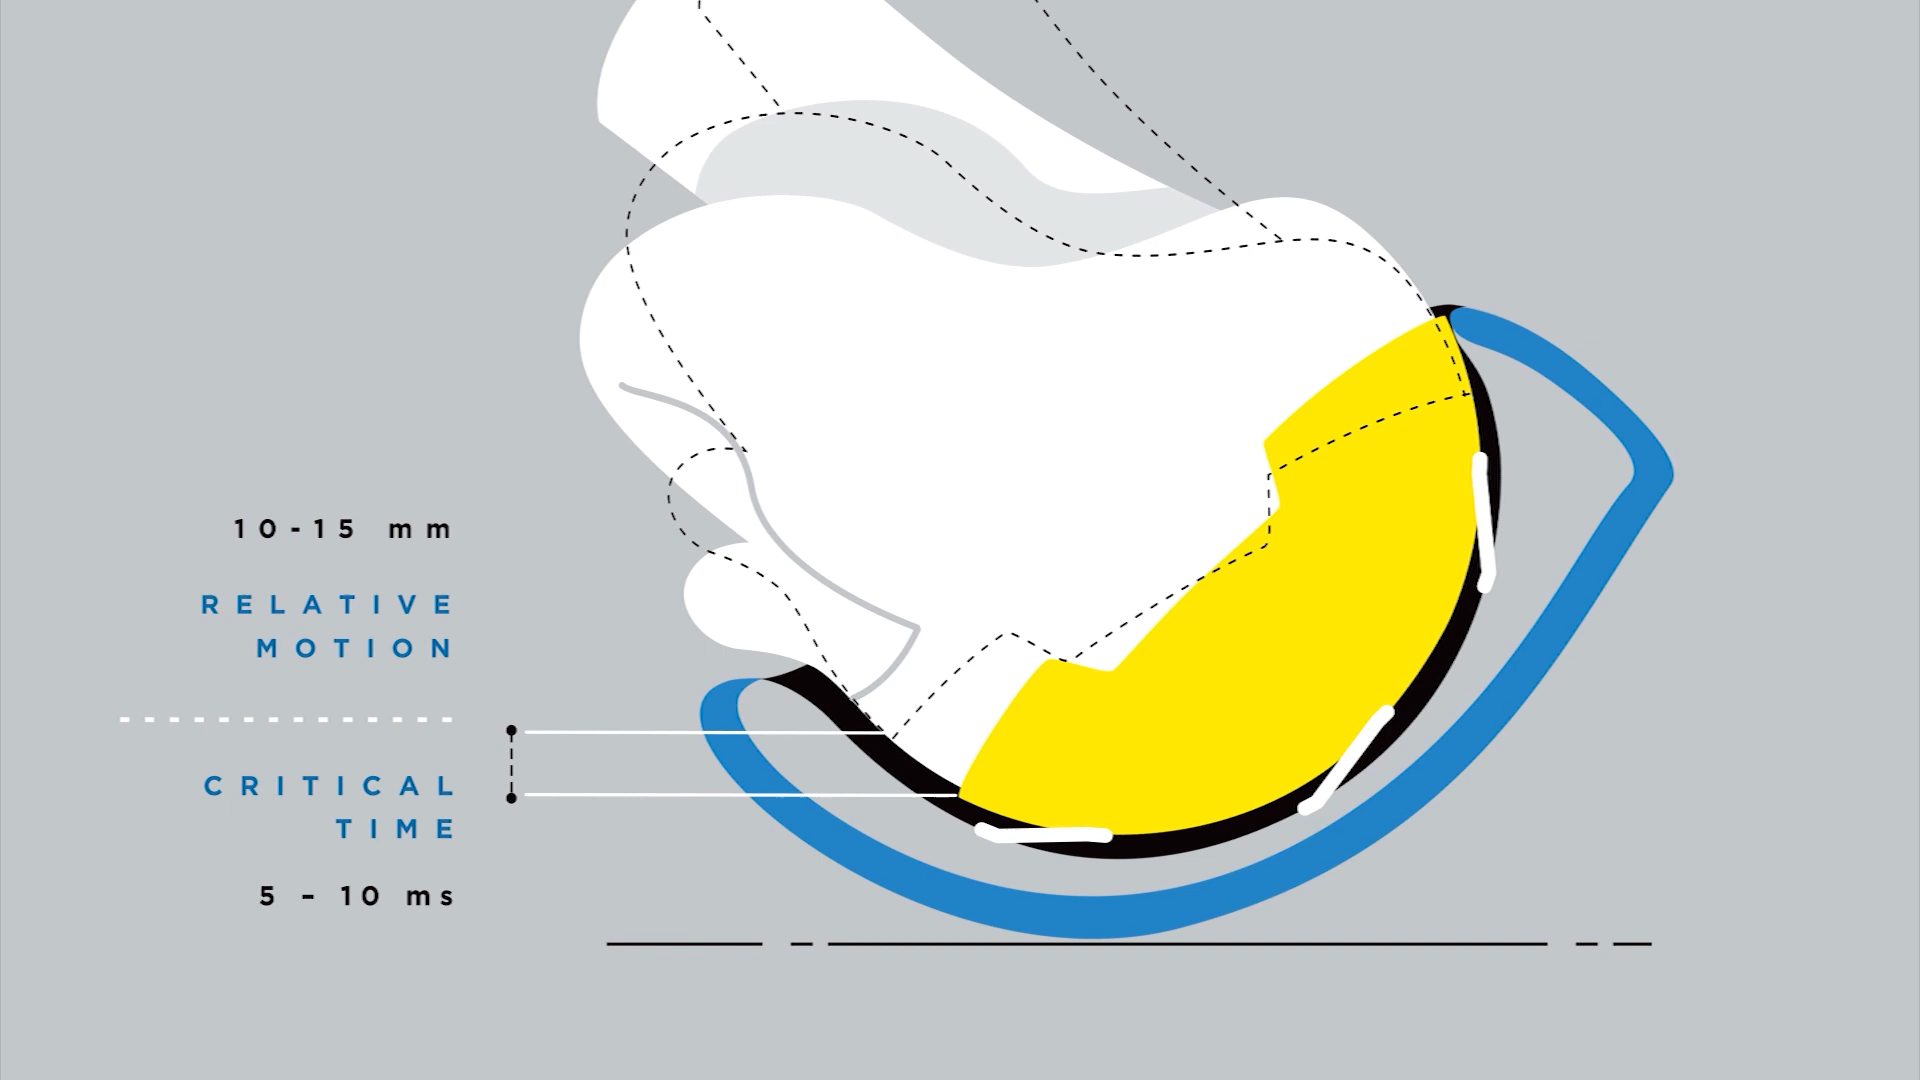 10-15 mm
RELATIVE
MOTION
CRITICAL
TIME
5 - 10 ms